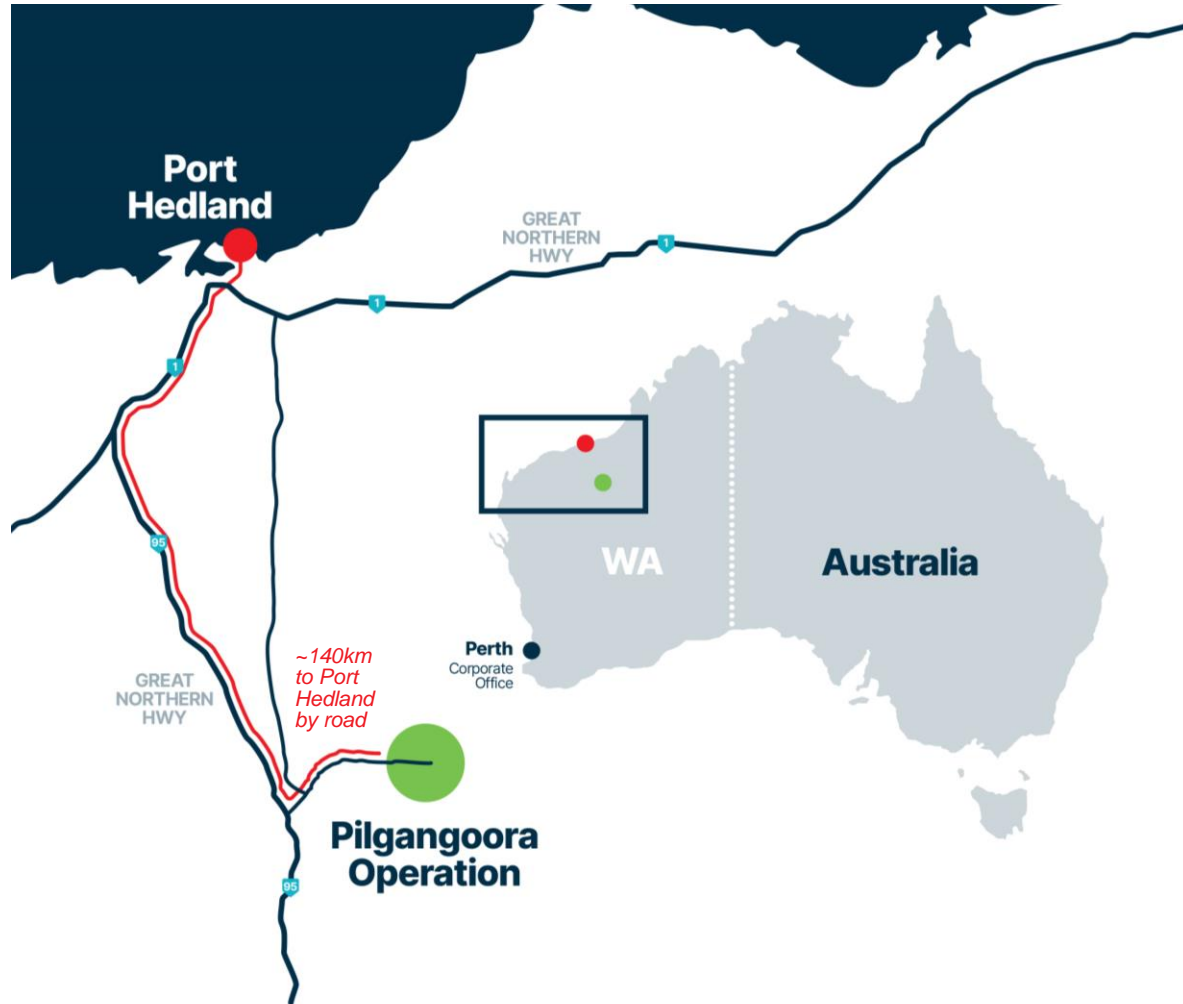 Port
Hedland
GREAT
NORTHERN
HWY
1
1
1
95
GREAT
NORTHERN
HWY
~140km
to Port
Hedland
by road
Pilgangoora
Operation
95
WA
Australia
Perth
Corporate
Office